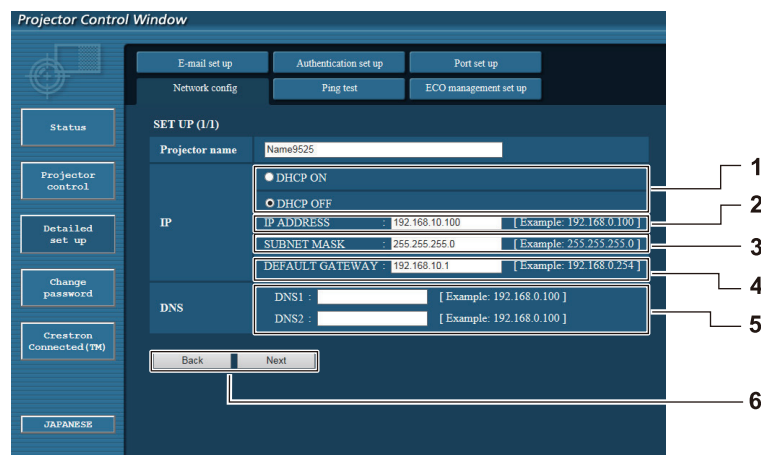 Projector Control Window
E-mail set up
Authentication set up
Port set up
Network config
Ping test
ECO management set up
Status
Projector
control
Detailed
set up
Change
password
Crestron
Connected(TM)
JAPANESE
SET UP (1/1)
Projector name
Name9525
IP
DHCP ON
DHCP OFF
IP ADDRESS : 192.168.10.100 [ Example: 192.168.0.100 ]
SUBNET MASK : 255.255.255.0 [ Example: 255.255.255.0 ]
DEFAULT GATEWAY : 192.168.10.1 [ Example: 192.168.0.254 ]
DNS
DNS1 : [ Example: 192.168.0.100 ]
DNS2 : [ Example: 192.168.0.100 ]
Back
Next
1
2
3
4
5
6